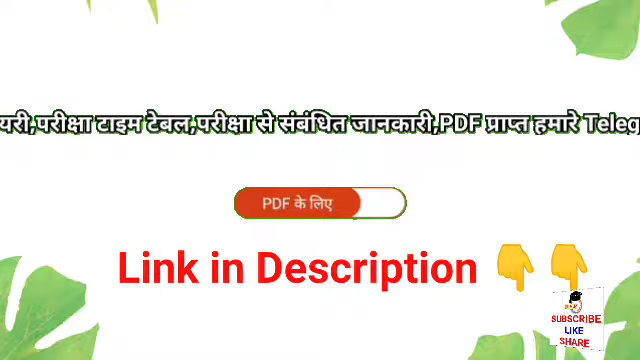 यरी,परीक्षा टाइम टेबल,परीक्षा से संबंधित जानकारी,PDF प्राप्त हमारे Teleg
PDF के लिए
Link in Description 👇👇
SUBSCRIBE
LIKE
SHARE